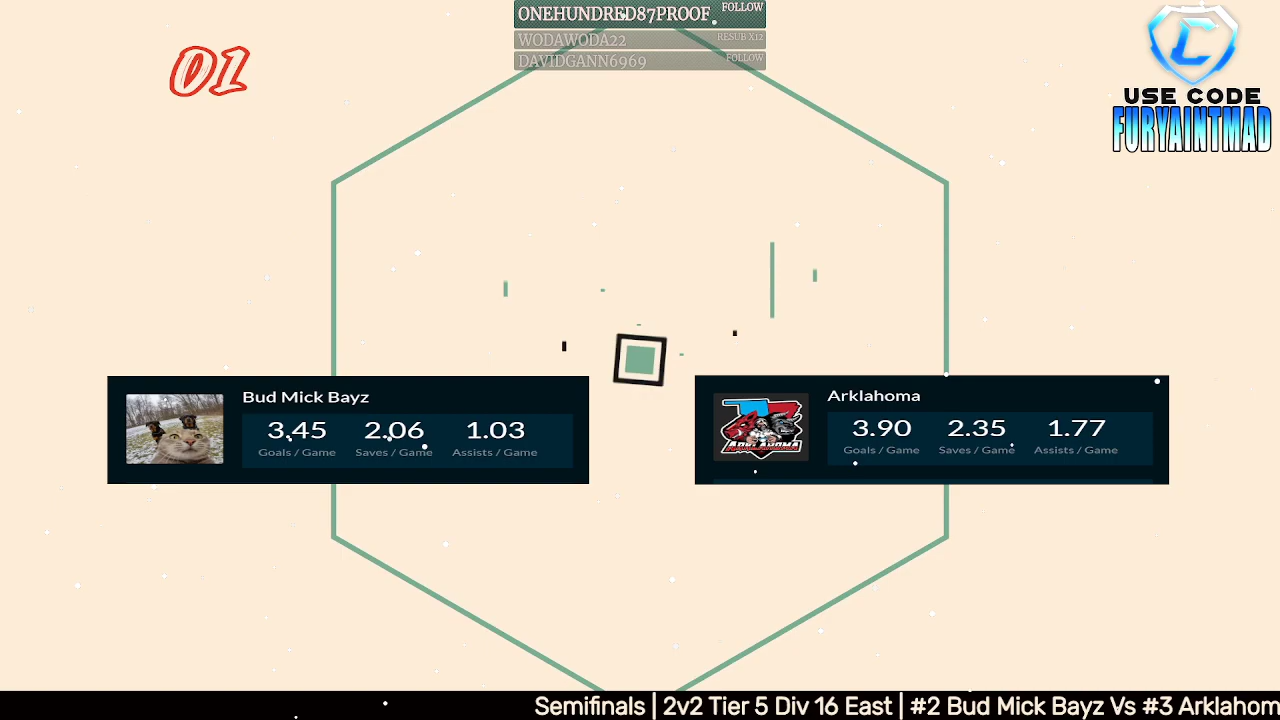 ONEHUNDRED87PROOF FOLLOW
WODAWODA22 RESUB X12
DAVIDGANN6969 FOLLOW
01
USE CODE
FURYAINTMAD
Bud Mick Bayz
3.45 2.06 1.03
Goals / Game Saves / Game Assists / Game
Arklahoma
ARKLAHOMA
3.90 2.35 1.77
Goals / Game Saves / Game Assists / Game
Semifinals | 2v2 Tier 5 Div 16 East | #2 Bud Mick Bayz Vs #3 Arklahom